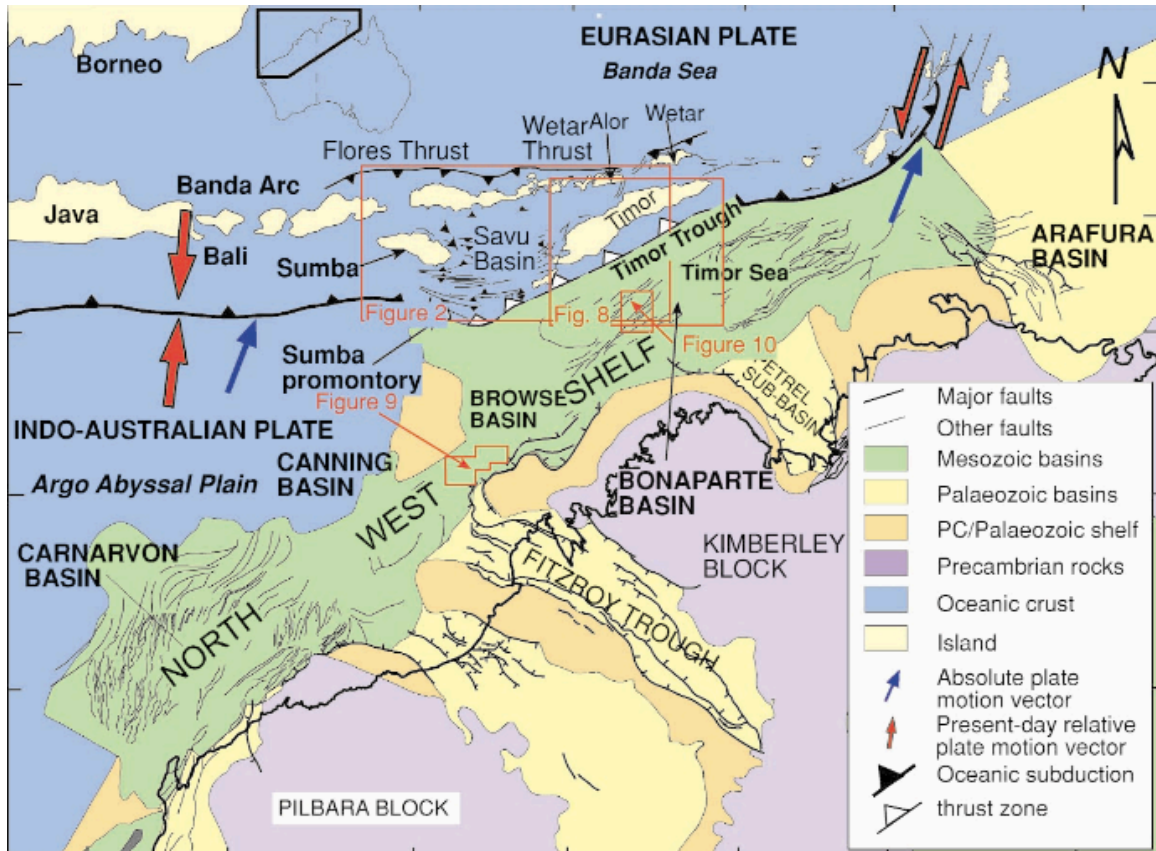 EURASIAN PLATE
Banda Sea
Borneo
N
Wetar
Alor
Wetar
Thrust
Flores Thrust
Banda Arc
Java
Timor
Bali
Savu
Basin
Sumba
Timor Trough
Timor Sea
ARAFURA
BASIN
Figure 2
Fig. 8
Figure 10
Sumba
promontory
Figure 9
BROWSE
BASIN
SHELF
PETREL
SUB-BASIN
INDO-AUSTRALIAN PLATE
CANNING
BASIN
Argo Abyssal Plain
BONAPARTE
BASIN
WEST
CARNARVON
BASIN
KIMBERLEY
BLOCK
FITZROY TROUGH
NORTH
PILBARA BLOCK
Major faults
Other faults
Mesozoic basins
Palaeozoic basins
PC/Palaeozoic shelf
Precambrian rocks
Oceanic crust
Island
Absolute plate
motion vector
Present-day relative
plate motion vector
Oceanic subduction
thrust zone